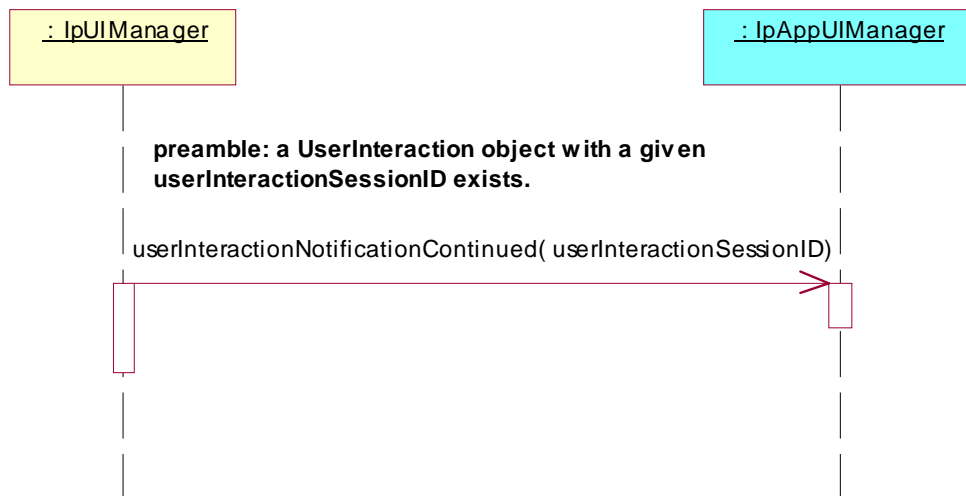 : IpUIManager
: IpAppUIManager
preamble: a UserInteraction object with a given
userInteractionSessionID exists.
userInteractionNotificationContinued( userInteractionSessionID)